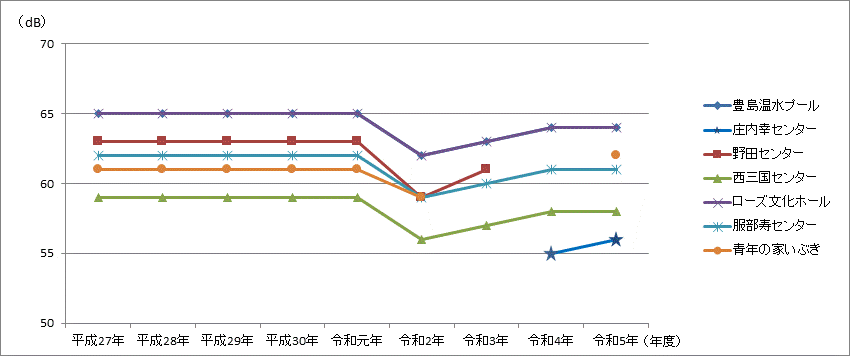 （dB）
70
65
60
55
50
平成27年 平成28年 平成29年 平成30年 令和元年 令和2年 令和3年 令和4年 令和5年 （年度）
豊島温水プール
庄内幸センター
野田センター
西三国センター
ローズ文化ホール
服部寿センター
青年の家いぶき